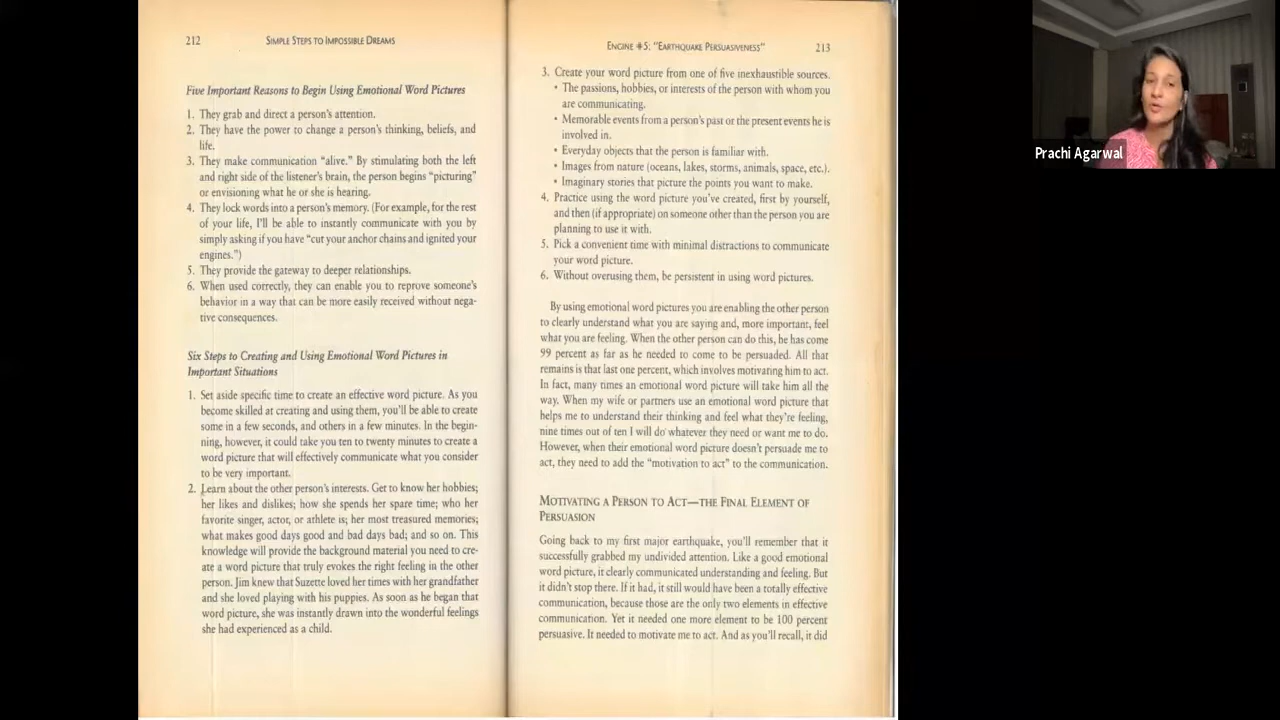 212
SIMPLE STEPS TO IMPOSSIBLE DREAMS
Five Important Reasons to Begin Using Emotional Word Pictures
1. They grab and direct a person's attention.
2. They have the power to change a person's thinking, beliefs, and
life.
3. They make communication "alive." By stimulating both the left
and right side of the listener's brain, the person begins "picturing"
or envisioning what he or she is hearing.
4. They lock words into a person's memory. (For example, for the rest
of your life, I'll be able to instantly communicate with you by
simply asking if you have "cut your anchor chains and ignited your
engines.")
5. They provide the gateway to deeper relationships.
6. When used correctly, they can enable you to reprove someone's
behavior in a way that can be more easily received without nega-
tive consequences.
Six Steps to Creating and Using Emotional Word Pictures in
Important Situations
1. Set aside specific time to create an effective word picture. As you
become skilled at creating and using them, you'll be able to create
some in a few seconds, and others in a few minutes. In the begin-
ning, however, it could take you ten to twenty minutes to create a
word picture that will effectively communicate what you consider
to be very important.
2. Learn about the other person's interests. Get to know her hobbies;
her likes and dislikes; how she spends her spare time; who her
favorite singer, actor, or athlete is; her most treasured memories;
what makes good days good and bad days bad; and so on. This
knowledge will provide the background material you need to cre-
ate a word picture that truly evokes the right feeling in the other
person. Jim knew that Suzette loved her times with her grandfather
and she loved playing with his puppies. As soon as he began that
word picture, she was instantly drawn into the wonderful feelings
she had experienced as a child.
ENGINE #5: "EARTHQUAKE PERSUASIVENESS"
213
3. Create your word picture from one of five inexhaustible sources.
• The passions, hobbies, or interests of the person with whom you
are communicating.
• Memorable events from a person's past or the present events he is
involved in.
• Everyday objects that the person is familiar with.
• Images from nature (oceans, lakes, storms, animals, space, etc.).
• Imaginary stories that picture the points you want to make.
4. Practice using the word picture you've created, first by yourself,
and then (if appropriate) on someone other than the person you are
planning to use it with.
5. Pick a convenient time with minimal distractions to communicate
your word picture.
6. Without overusing them, be persistent in using word pictures.
By using emotional word pictures you are enabling the other person
to clearly understand what you are saying and, more important, feel
what you are feeling. When the other person can do this, he has come
99 percent as far as he needed to come to be persuaded. All that
remains is that last one percent, which involves motivating him to act.
In fact, many times an emotional word picture will take him all the
way. When my wife or partners use an emotional word picture that
helps me to understand their thinking and feel what they're feeling,
nine times out of ten I will do whatever they need or want me to do.
However, when their emotional word picture doesn't persuade me to
act, they need to add the "motivation to act" to the communication.
MOTIVATING A PERSON TO ACT—THE FINAL ELEMENT OF
PERSUASION
Going back to my first major earthquake, you'll remember that it
successfully grabbed my undivided attention. Like a good emotional
word picture, it clearly communicated understanding and feeling. But
it didn't stop there. If it had, it still would have been a totally effective
communication, because those are the only two elements in effective
communication. Yet it needed one more element to be 100 percent
persuasive. It needed to motivate me to act. And as you'll recall, it did
Prachi Agarwal